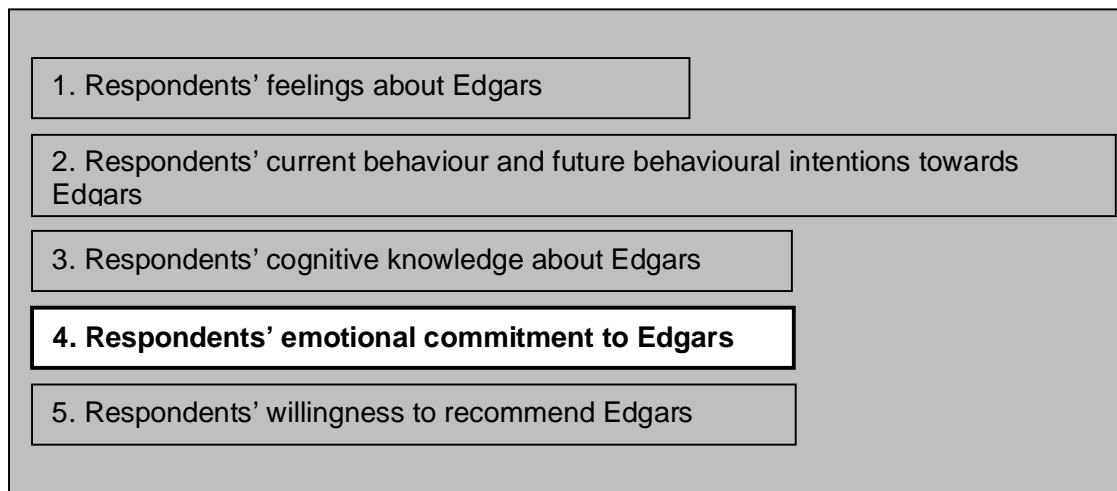 1. Respondents’ feelings about Edgars
2. Respondents’ current behaviour and future behavioural intentions towards
Edgars
3. Respondents’ cognitive knowledge about Edgars
4. Respondents’ emotional commitment to Edgars
5. Respondents’ willingness to recommend Edgars